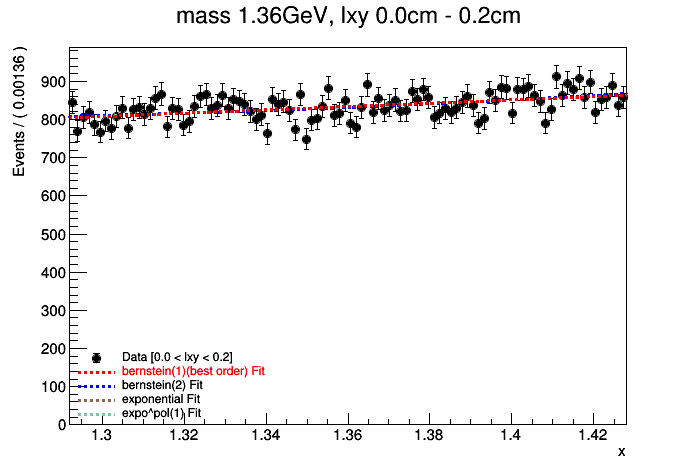 mass 1.36GeV, lxy 0.0cm - 0.2cm
Events / ( 0.00136 )
900
800
700
600
500
400
300
200
100
0
Data [0.0 < lxy < 0.2]
bernstein(1)(best order) Fit
bernstein(2) Fit
exponential Fit
expo^pol(1) Fit
1.3 1.32 1.34 1.36 1.38 1.4 1.42
x